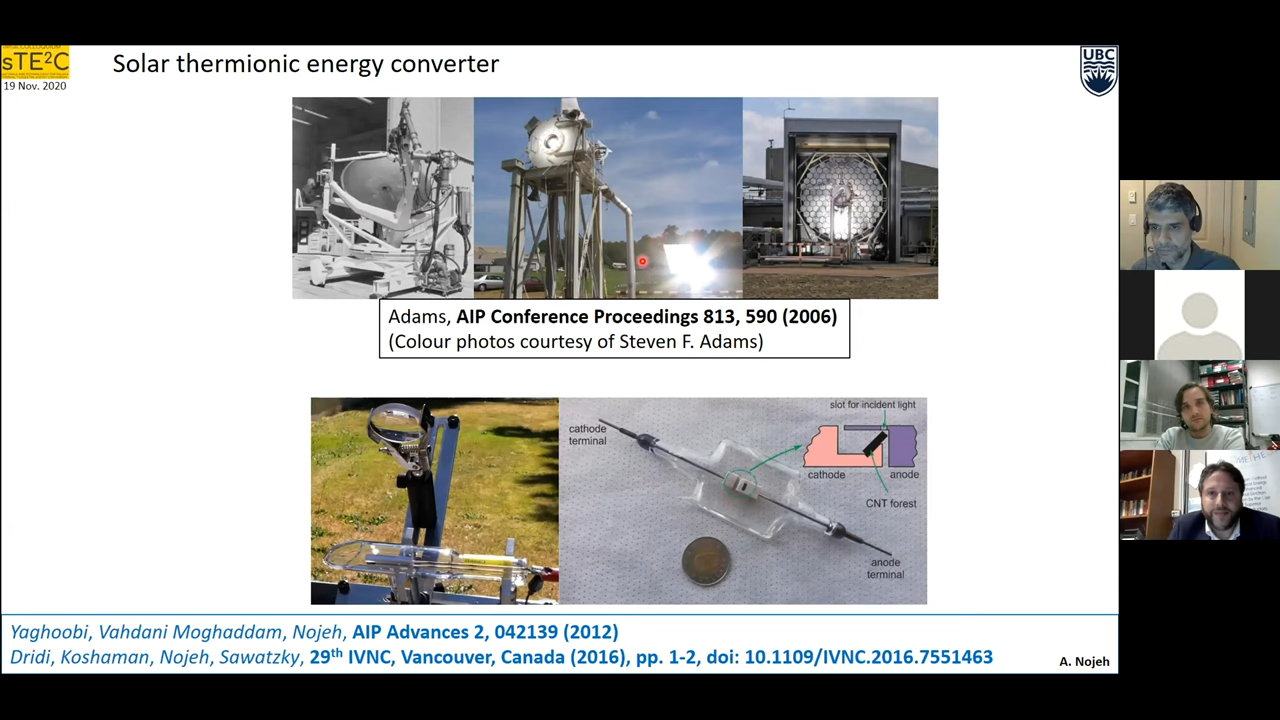 sTE²C
19 Nov. 2020
Solar thermionic energy converter
UBC
Adams, AIP Conference Proceedings 813, 590 (2006)
(Colour photos courtesy of Steven F. Adams)
cathode
terminal
slot for incident light
cathode
anode
CNT forest
anode
terminal
Yaghoobi, Vahdani Moghaddam, Nojeh, AIP Advances 2, 042139 (2012)
Dridi, Koshaman, Nojeh, Sawatzky, 29th IVNC, Vancouver, Canada (2016), pp. 1-2, doi: 10.1109/IVNC.2016.7551463
A. Nojeh